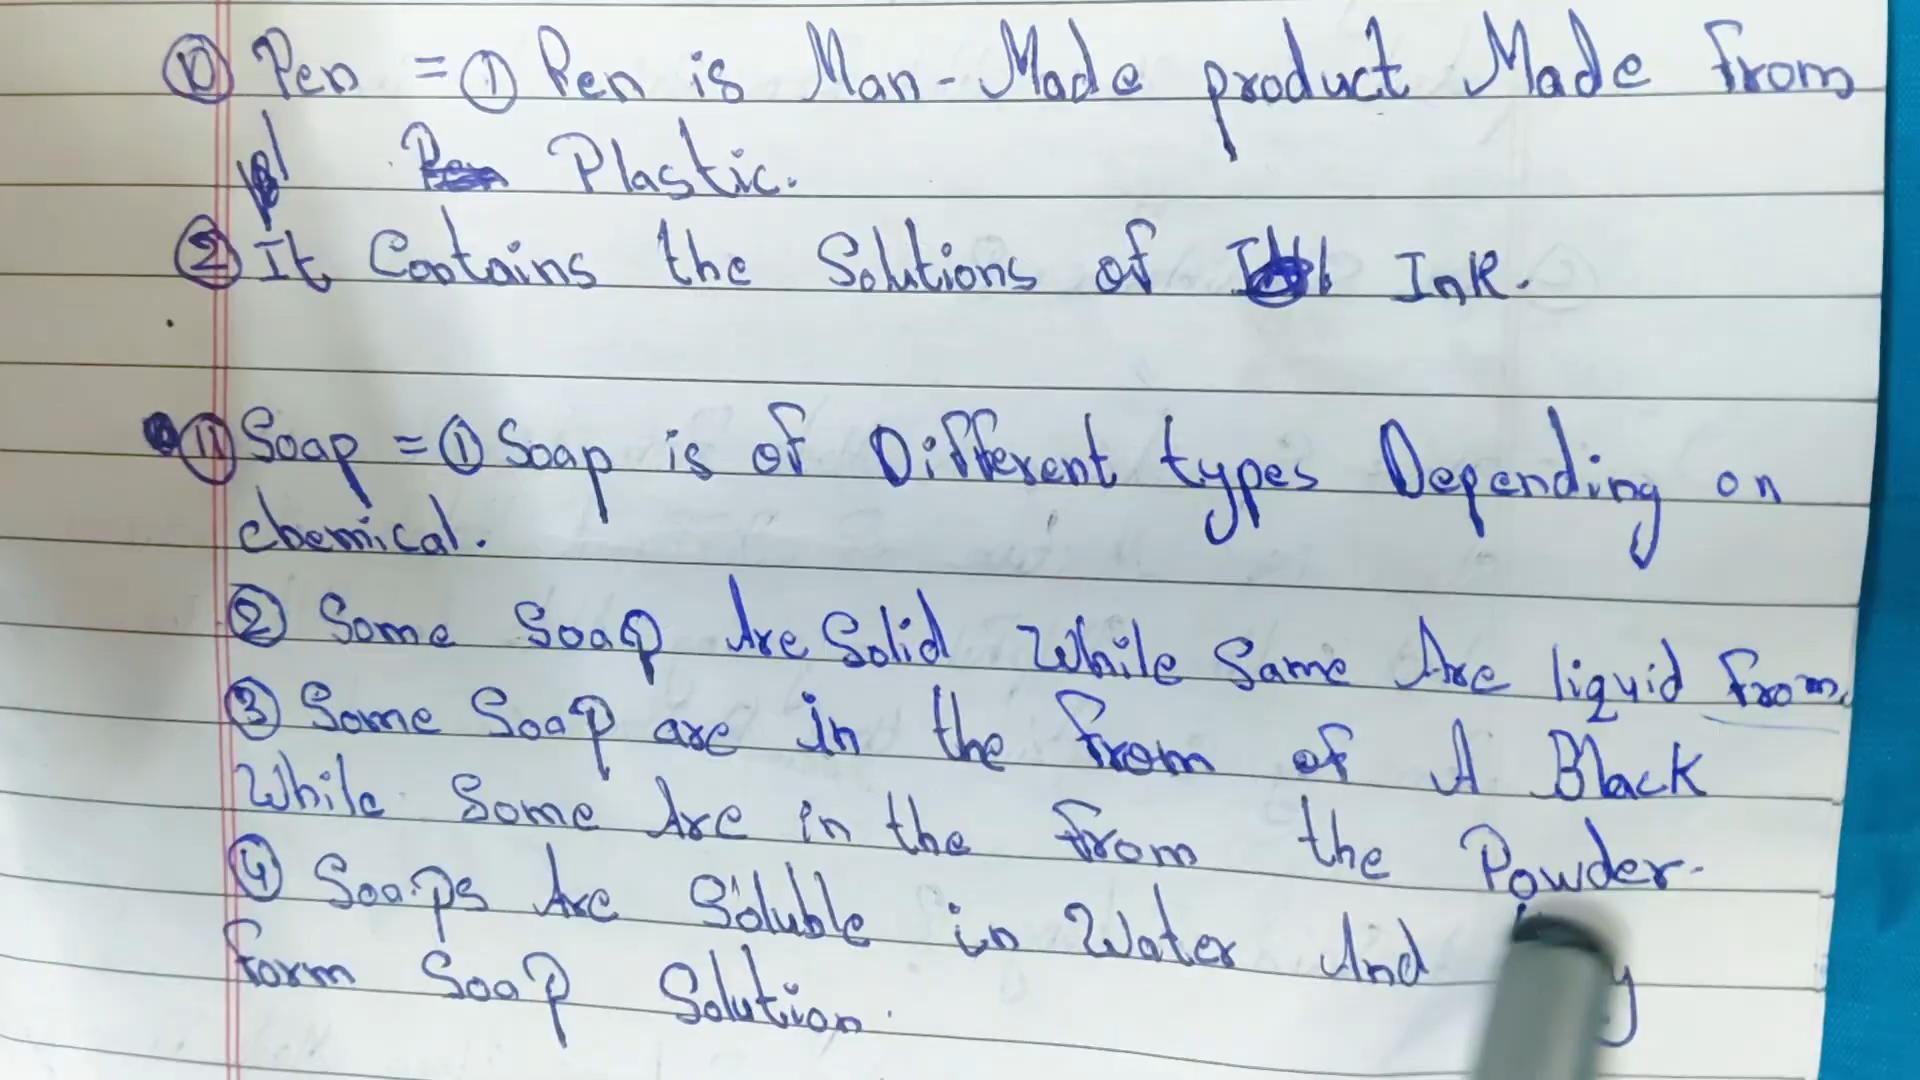 ⑩ Pen = ① Pen is Man-Made product Made from
Plastic.
② It Contains the Solutions of Ink.
⑪ Soap = ① Soap is of Different types Depending on
chemical.
② Some Soap Are Solid While Same Are liquid from.
③ Some Soap are in the from of A Black
While Some Are in the from the Powder.
④ Soaps Are Soluble in Water And
form Soap Solution.